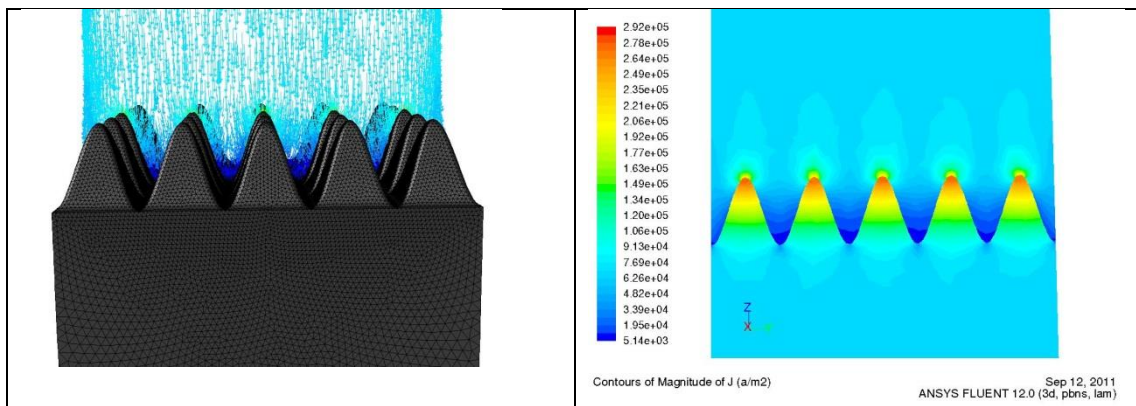 2.92e+05
2.78e+05
2.64e+05
2.49e+05
2.35e+05
2.21e+05
2.06e+05
1.92e+05
1.77e+05
1.63e+05
1.49e+05
1.34e+05
1.20e+05
1.06e+05
9.13e+04
7.69e+04
6.26e+04
4.82e+04
3.39e+04
1.95e+04
5.14e+03
Z
X
Contours of Magnitude of J (a/m2)
Sep 12, 2011
ANSYS FLUENT 12.0 (3d, pbns, lam)